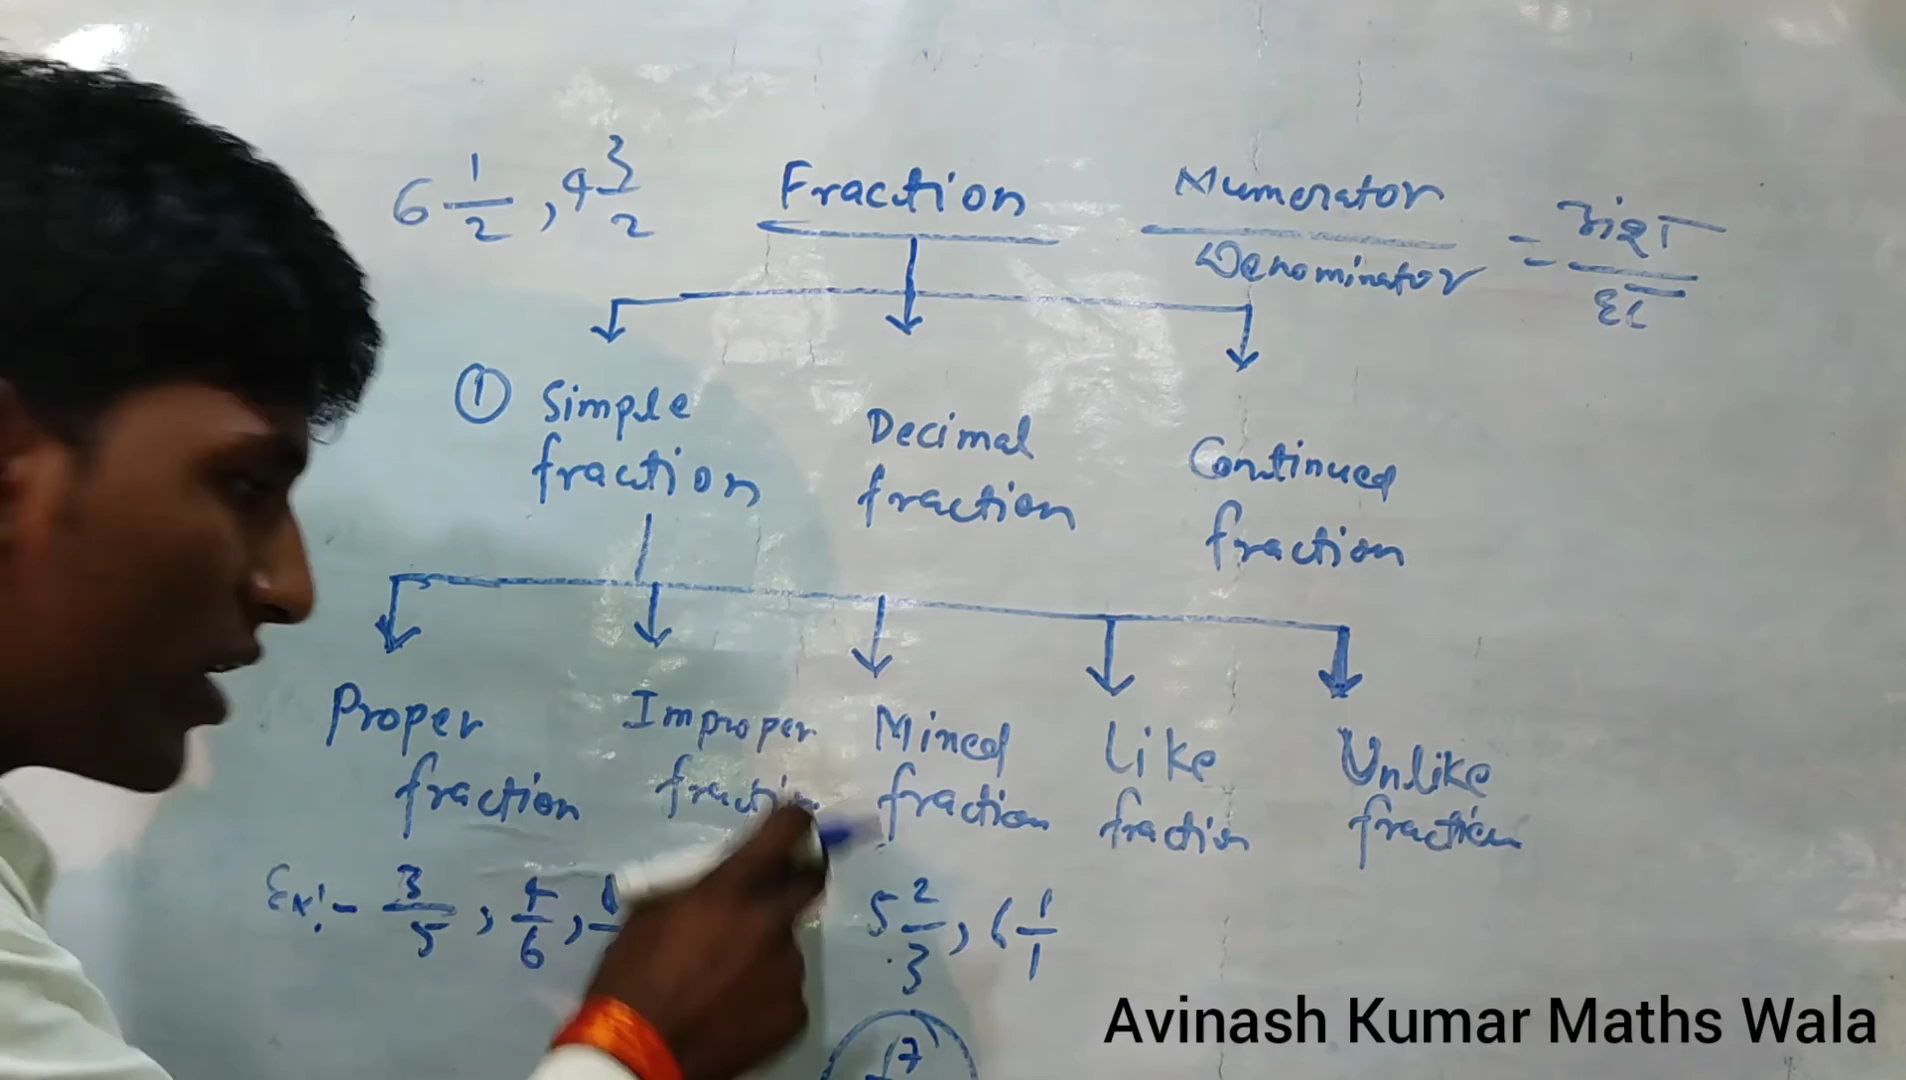 6 1/2, 4 3/2
Fraction
Numerator / Denominator = अंश / हर
① Simple fraction
Decimal fraction
Continued fraction
Proper fraction
Improper fraction
Mixed fraction
Like fraction
Unlike fraction
Ex:- 3/5, 4/6,
5 2/3, 6 1/1
7
Avinash Kumar Maths Wala